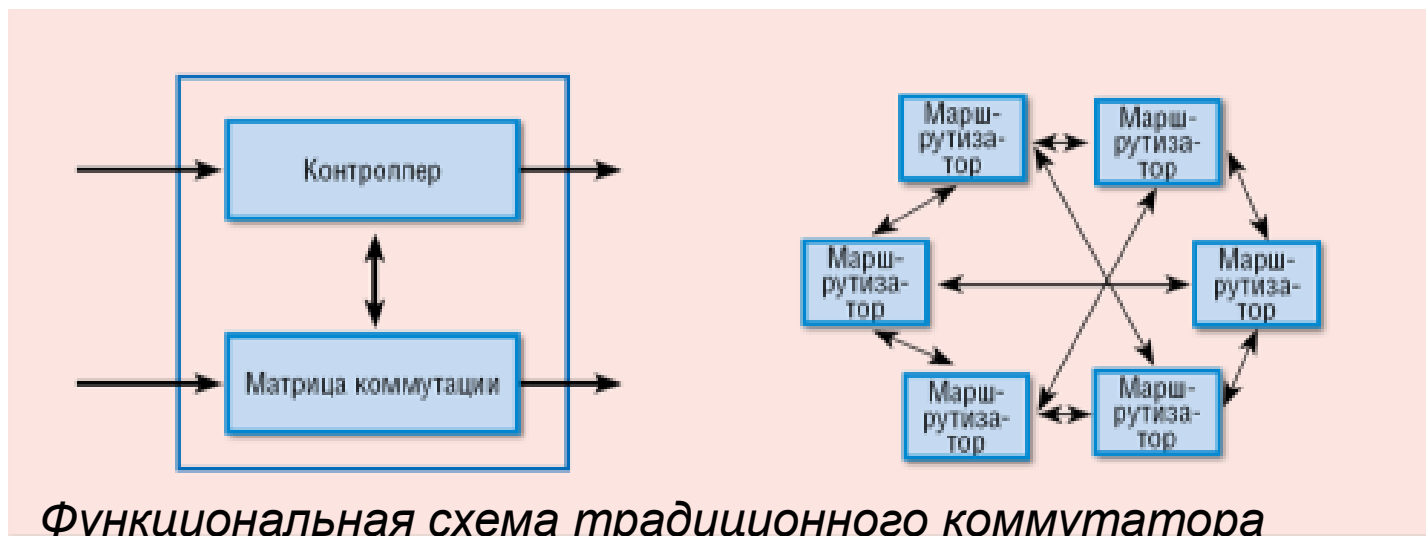 Контроллер
Матрица коммутации
Марш-
рутиза-
тор
Марш-
рутиза-
тор
Марш-
рутиза-
тор
Марш-
рутиза-
тор
Марш-
рутиза-
тор
Марш-
рутиза-
тор
Функциональная схема традиционного коммутатора